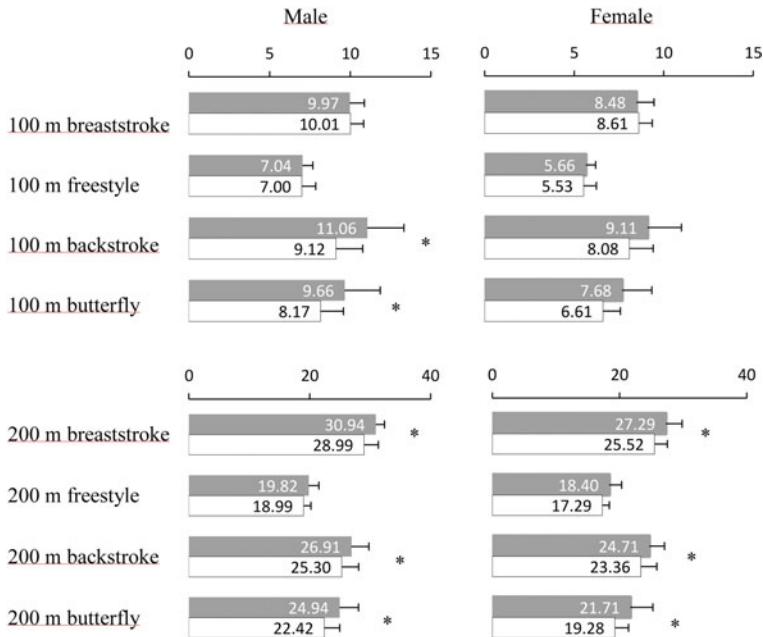 Male Female
0 5 10 15 0 5 10 15
100 m breaststroke 9.97 8.48
10.01 8.61
100 m freestyle 7.04 5.66
7.00 5.53
100 m backstroke 11.06 * 9.11
9.12 8.08
100 m butterfly 9.66 * 7.68
8.17 6.61
0 20 40 0 20 40
200 m breaststroke 30.94 * 27.29 *
28.99 25.52
200 m freestyle 19.82 18.40
18.99 17.29
200 m backstroke 26.91 * 24.71 *
25.30 23.36
200 m butterfly 24.94 * 21.71 *
22.42 19.28